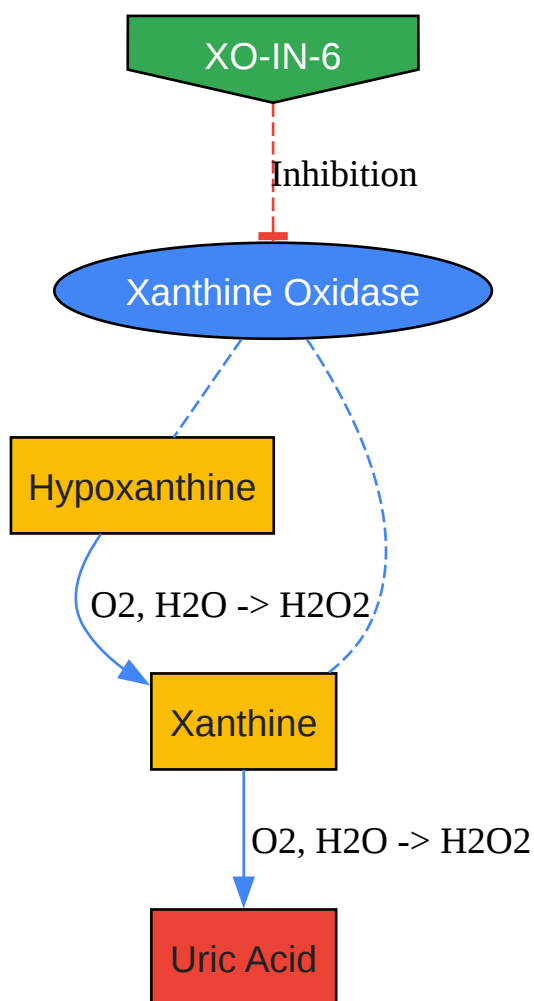 XO-IN-6
Inhibition
Xanthine Oxidase
Hypoxanthine
O2, H2O -> H2O2
Xanthine
O2, H2O -> H2O2
Uric Acid